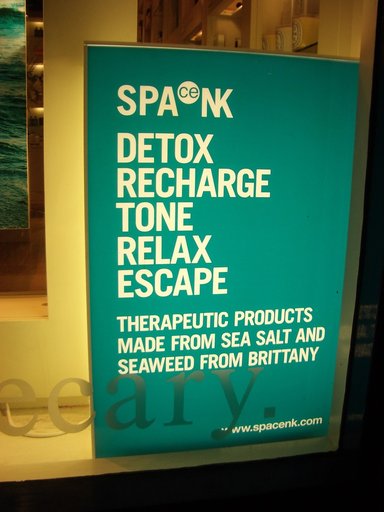 SPAceNK
DETOX
RECHARGE
TONE
RELAX
ESCAPE
THERAPEUTIC PRODUCTS
MADE FROM SEA SALT AND
SEAWEED FROM BRITTANY
ecary.
www.spacenk.com